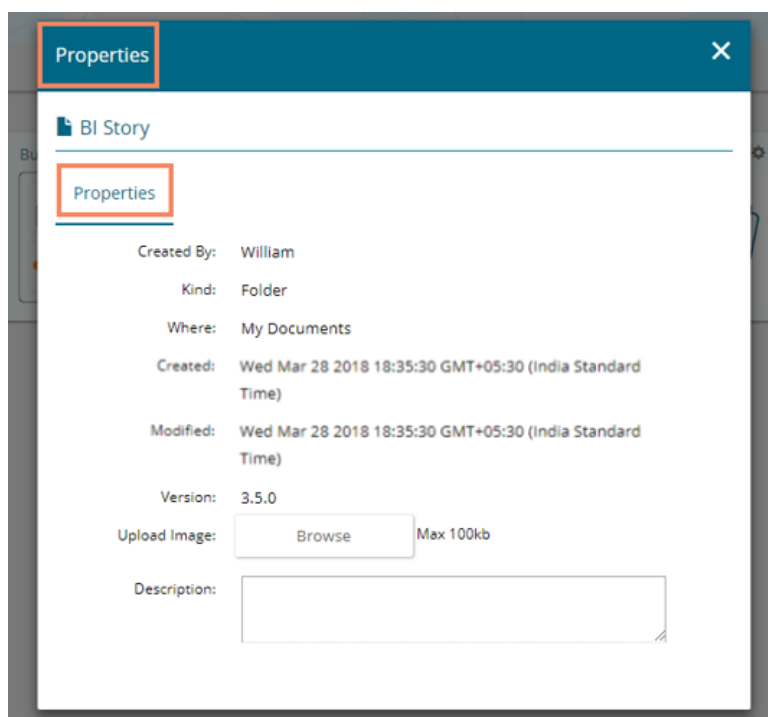 Properties
BI Story
Bu
Properties
Created By: William
Kind: Folder
Where: My Documents
Created: Wed Mar 28 2018 18:35:30 GMT+05:30 (India Standard
Time)
Modified: Wed Mar 28 2018 18:35:30 GMT+05:30 (India Standard
Time)
Version: 3.5.0
Upload Image: Browse Max 100kb
Description: